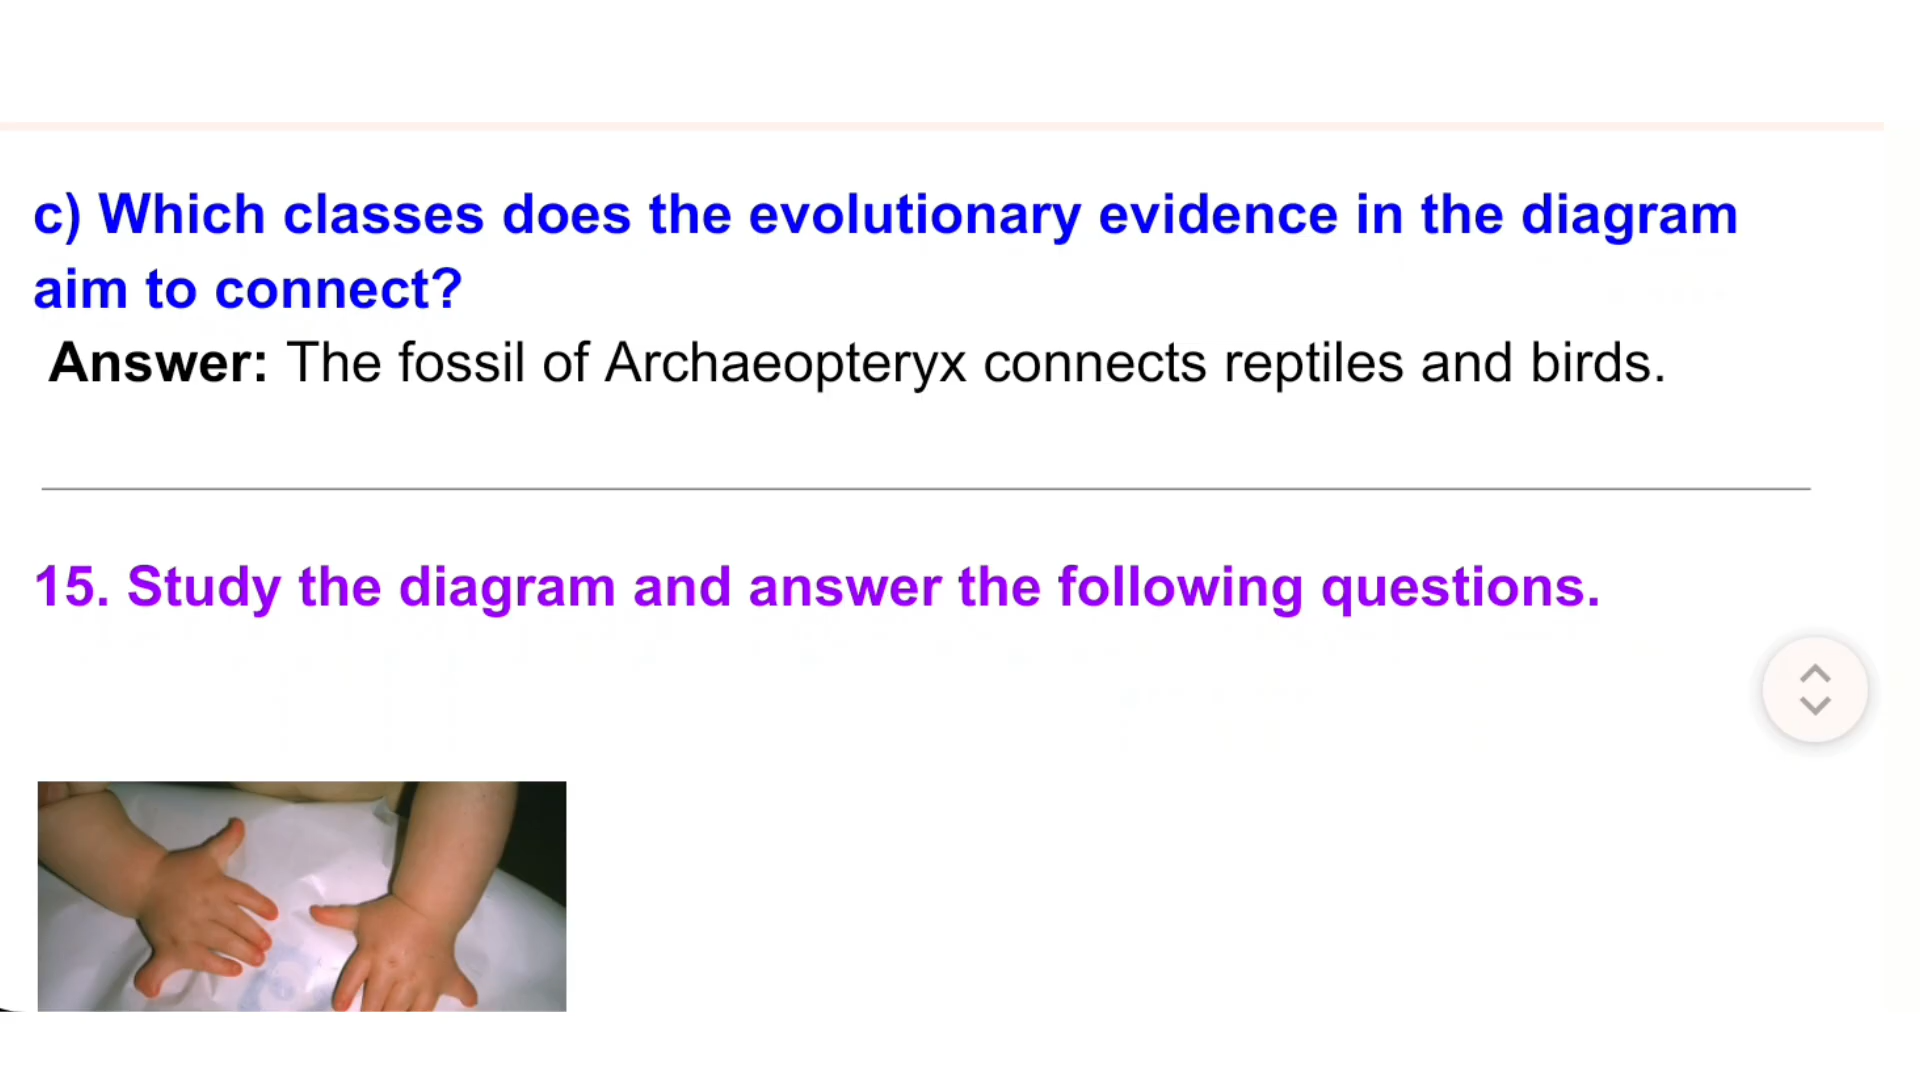 c) Which classes does the evolutionary evidence in the diagram
aim to connect?
Answer: The fossil of Archaeopteryx connects reptiles and birds.
15. Study the diagram and answer the following questions.